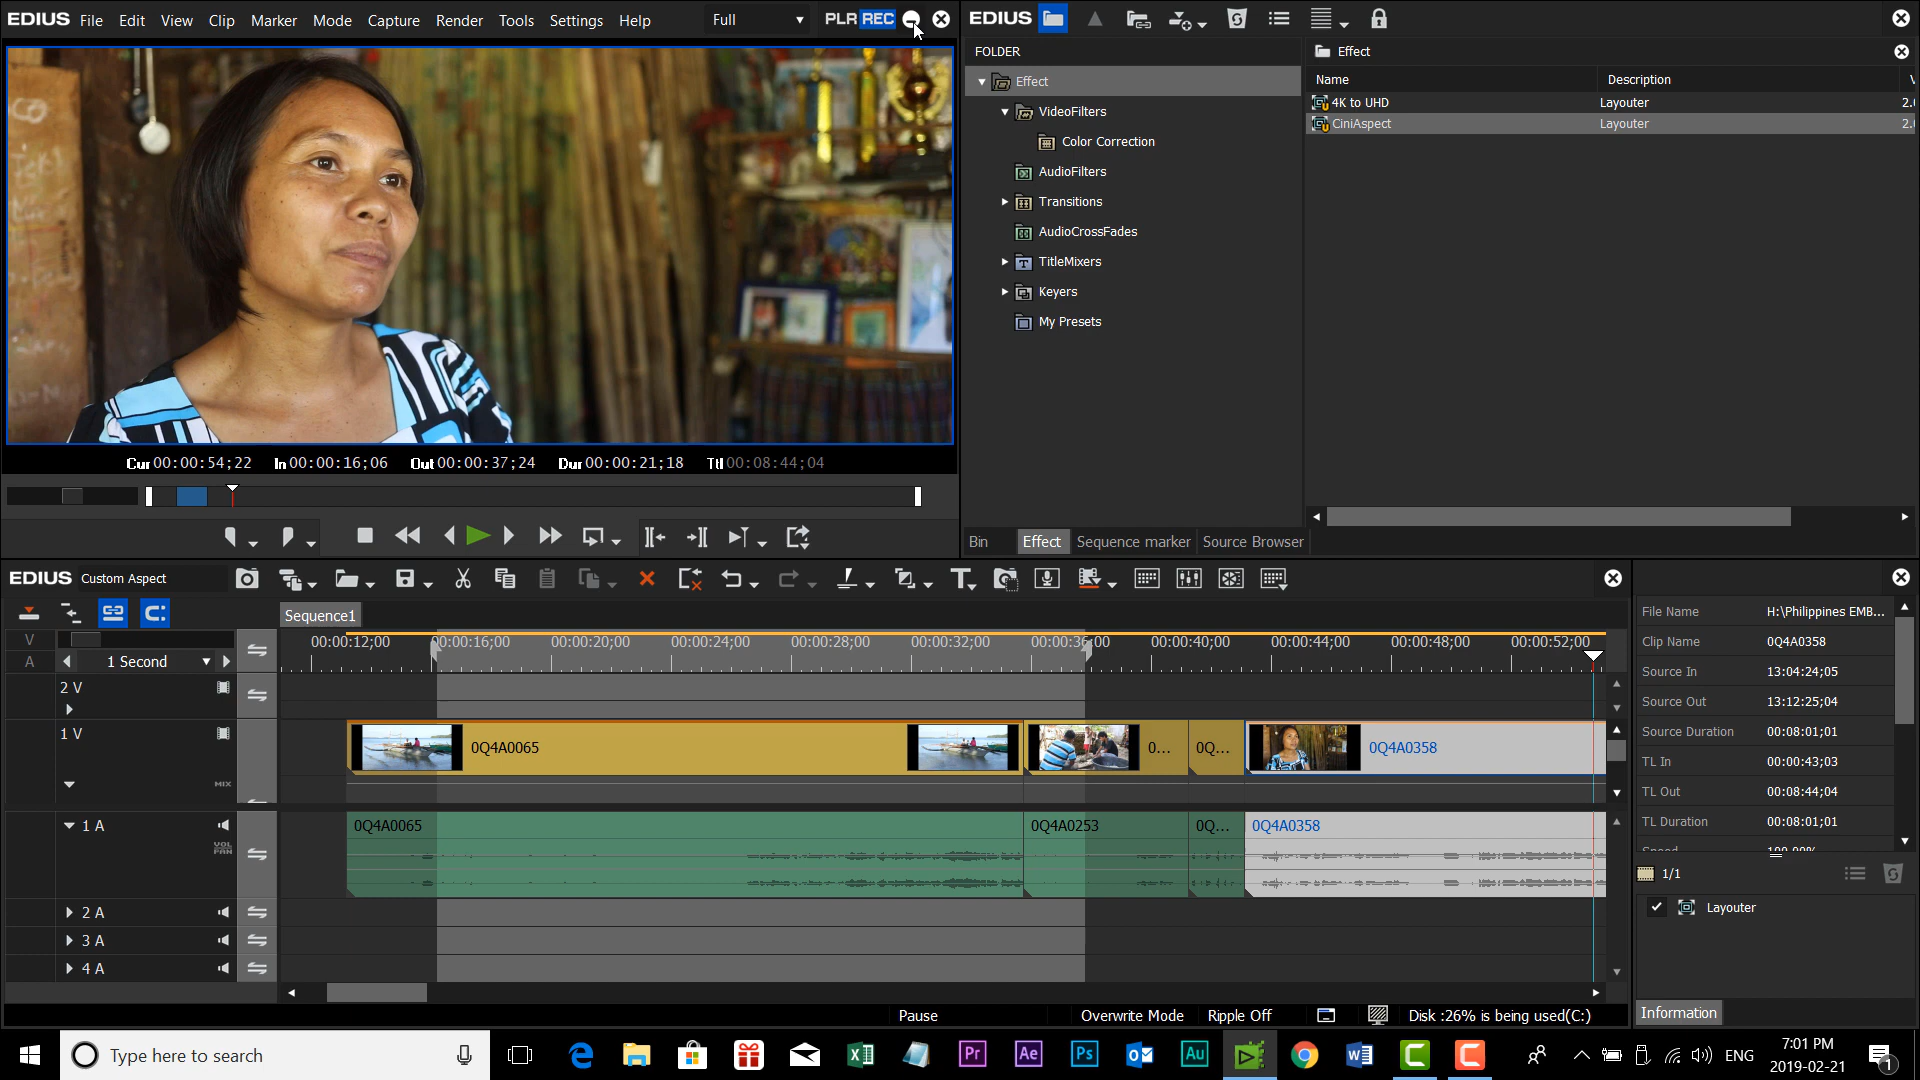 EDIUS File Edit View Clip Marker Mode Capture Render Tools Settings Help Full PLR REC
EDIUS
FOLDER
Effect
VideoFilters
Color Correction
AudioFilters
Transitions
AudioCrossFades
TitleMixers
Keyers
My Presets
Effect
Name Description
4K to UHD Layouter 2.
CiniAspect Layouter 2.
Cur 00:00:54;22 In 00:00:16;06 Out 00:00:37;24 Dur 00:00:21;18 Ttl 00:08:44;04
Bin Effect Sequence marker Source Browser
EDIUS Custom Aspect
Sequence1
V
A 1 Second
00:00:12;00 00:00:16;00 00:00:20;00 00:00:24;00 00:00:28;00 00:00:32;00 00:00:36;00 00:00:40;00 00:00:44;00 00:00:48;00 00:00:52;00
2 V
1 V
MIX
0Q4A0065 0... 0Q... 0Q4A0358
1 A
VOL
PAN
0Q4A0065 0Q4A0253 0Q... 0Q4A0358
2 A
3 A
4 A
File Name H:\Philippines EMB...
Clip Name 0Q4A0358
Source In 13:04:24;05
Source Out 13:12:25;04
Source Duration 00:08:01;01
TL In 00:00:43;03
TL Out 00:08:44;04
TL Duration 00:08:01;01
Speed 100.00%
1/1
Layouter
Information
Pause Overwrite Mode Ripple Off Disk :26% is being used(C:)
Type here to search
Pr Ae Ps Au
ENG
7:01 PM
2019-02-21
1